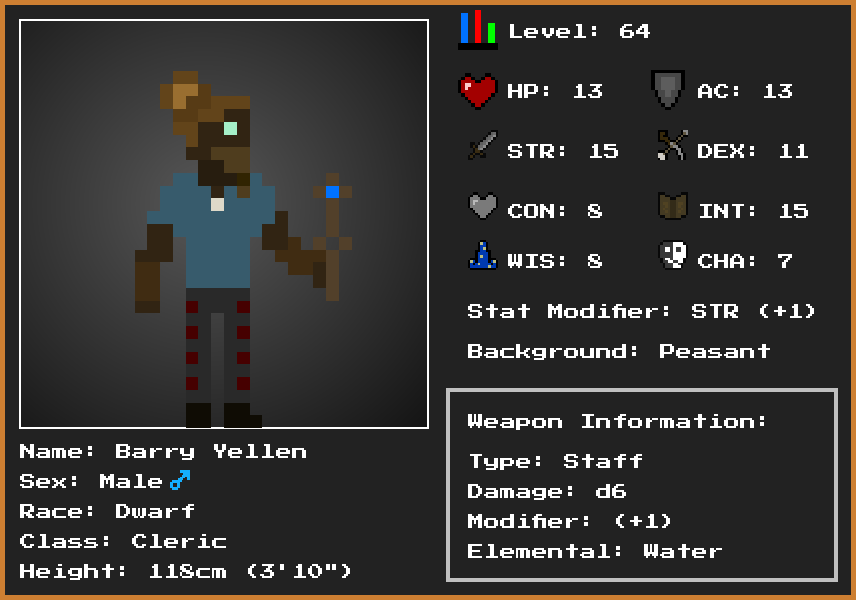 Level: 64
HP: 13
AC: 13
STR: 15
DEX: 11
CON: 8
INT: 15
WIS: 8
CHA: 7
Stat Modifier: STR (+1)
Background: Peasant
Weapon Information:
Type: Staff
Damage: d6
Modifier: (+1)
Elemental: Water
Name: Barry Yellen
Sex: Male♂
Race: Dwarf
Class: Cleric
Height: 118cm (3'10")